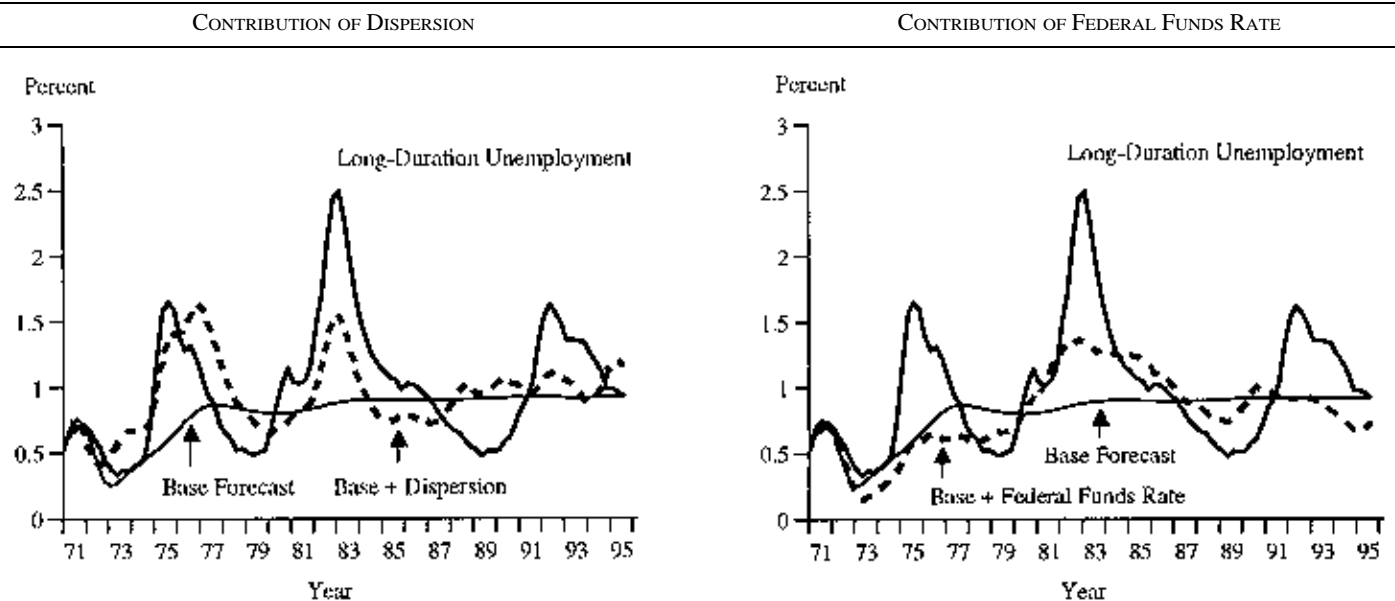 CONTRIBUTION OF DISPERSION
Percent
3
Long-Duration Unemployment
2.5
2
1.5
1
0.5
Base Forecast Base + Dispersion
0
71 73 75 77 79 81 83 85 87 89 91 93 95
Year
CONTRIBUTION OF FEDERAL FUNDS RATE
Percent
3
Long-Duration Unemployment
2.5
2
1.5
1
0.5
Base Forecast
Base + Federal Funds Rate
0
71 73 75 77 79 81 83 85 87 89 91 93 95
Year